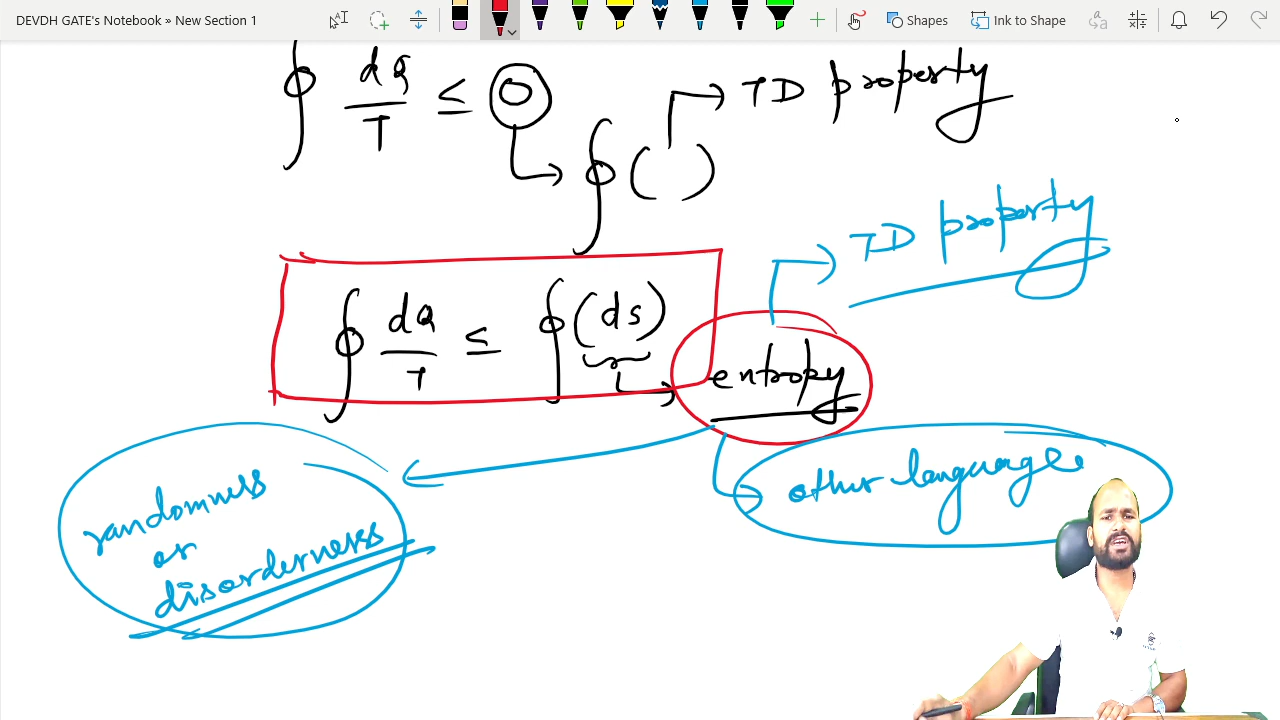 DEVDH GATE's Notebook » New Section 1
Shapes
Ink to Shape
∮ dQ/T ≤ 0
→ TD property
→ ∮ ( )
→ TD property
∮ dQ/T ≤ ∮ (ds)
→ entropy
other language
randomness
or
disorderness